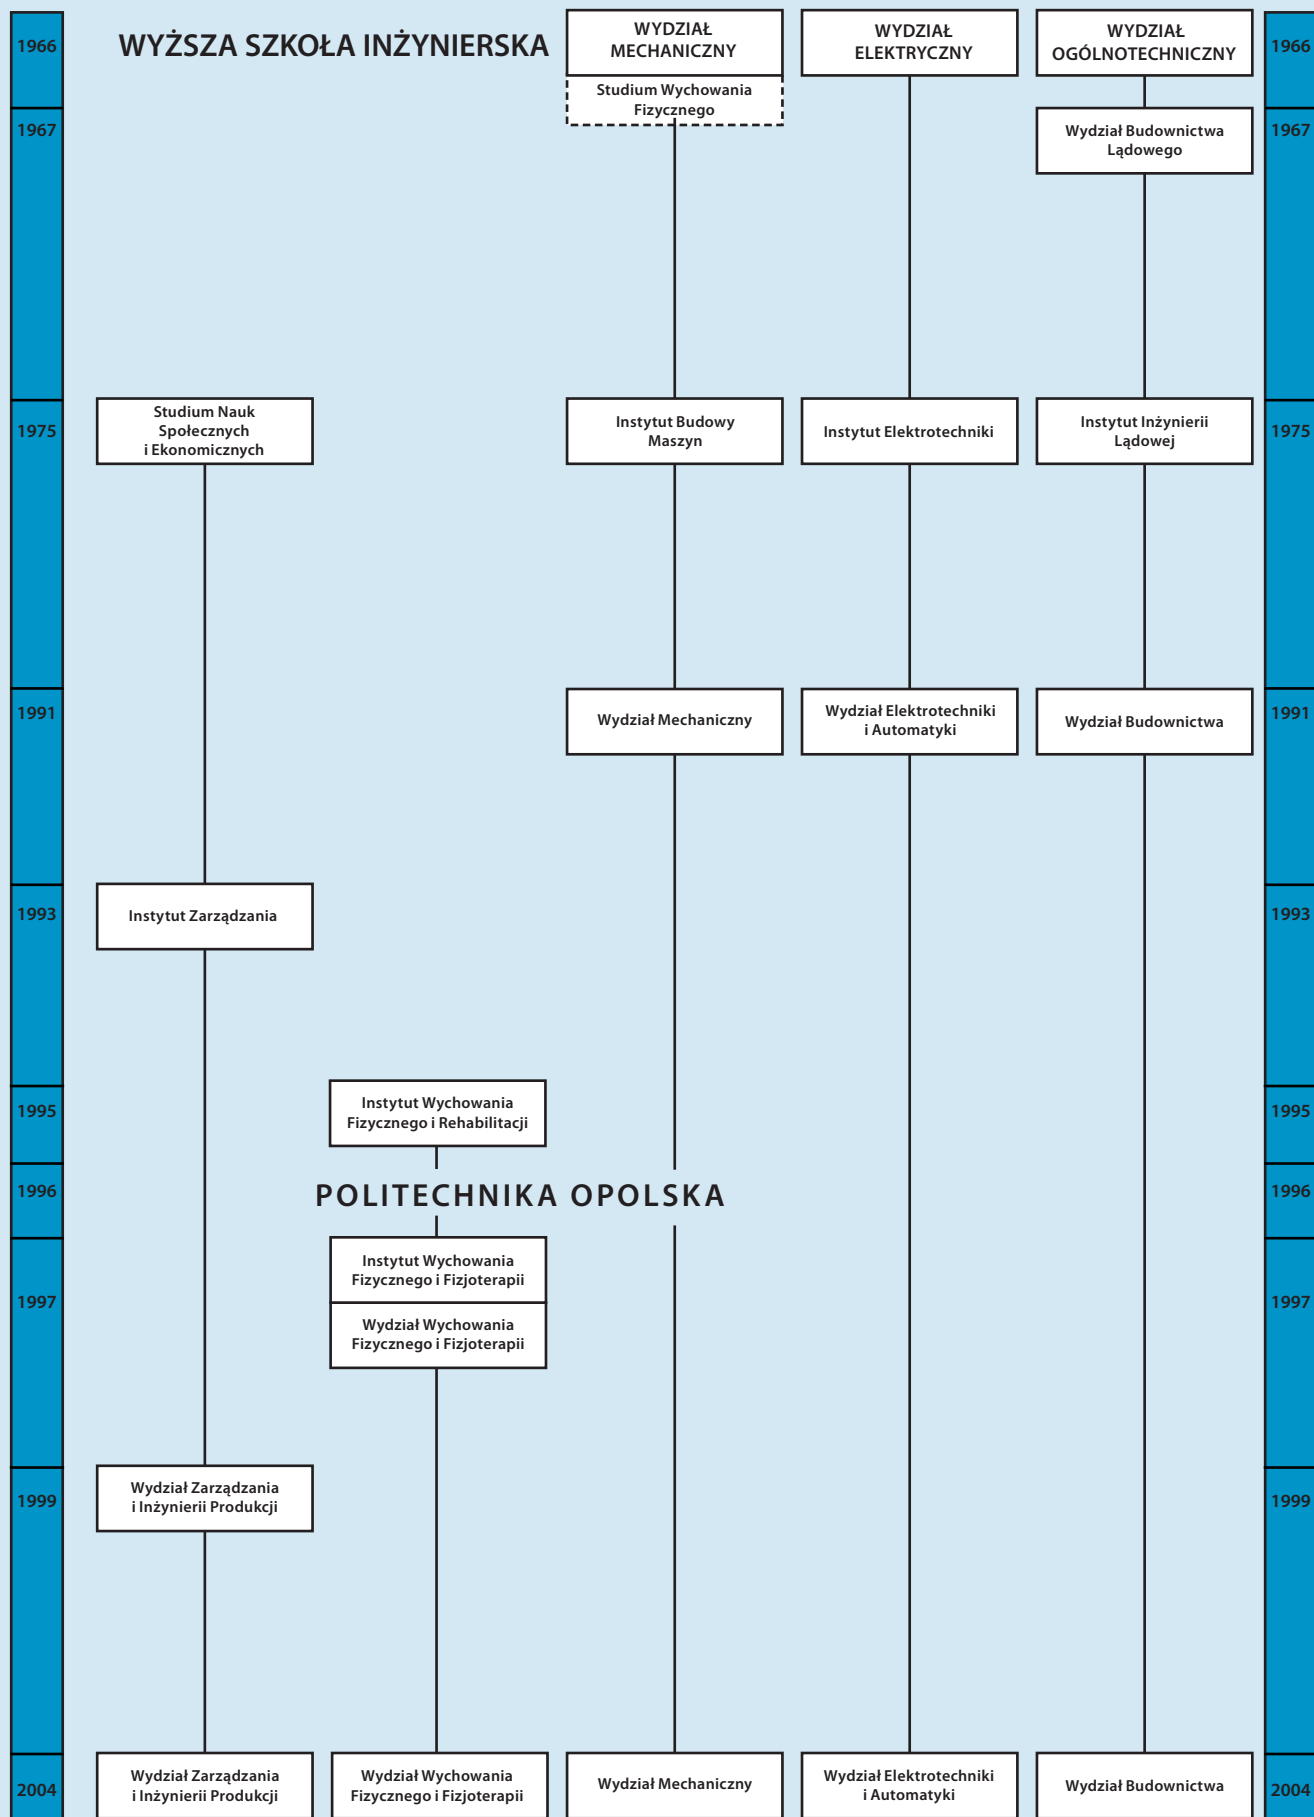 1966
WYŻSZA SZKOŁA INŻYNIERSKA
WYDZIAŁ
MECHANICZNY
WYDZIAŁ
ELEKTRYCZNY
WYDZIAŁ
OGÓLNOTECHNICZNY
1966
Studium Wychowania
Fizycznego
1967
Wydział Budownictwa
Lądowego
1967
1975
Studium Nauk
Społecznych
i Ekonomicznych
Instytut Budowy
Maszyn
Instytut Elektrotechniki
Instytut Inżynierii
Lądowej
1975
1991
Wydział Mechaniczny
Wydział Elektrotechniki
i Automatyki
Wydział Budownictwa
1991
1993
Instytut Zarządzania
1993
1995
Instytut Wychowania
Fizycznego i Rehabilitacji
1995
1996
POLITECHNIKA OPOLSKA
1996
1997
Instytut Wychowania
Fizycznego i Fizjoterapii
Wydział Wychowania
Fizycznego i Fizjoterapii
1997
1999
Wydział Zarządzania
i Inżynierii Produkcji
1999
2004
Wydział Zarządzania
i Inżynierii Produkcji
Wydział Wychowania
Fizycznego i Fizjoterapii
Wydział Mechaniczny
Wydział Elektrotechniki
i Automatyki
Wydział Budownictwa
2004